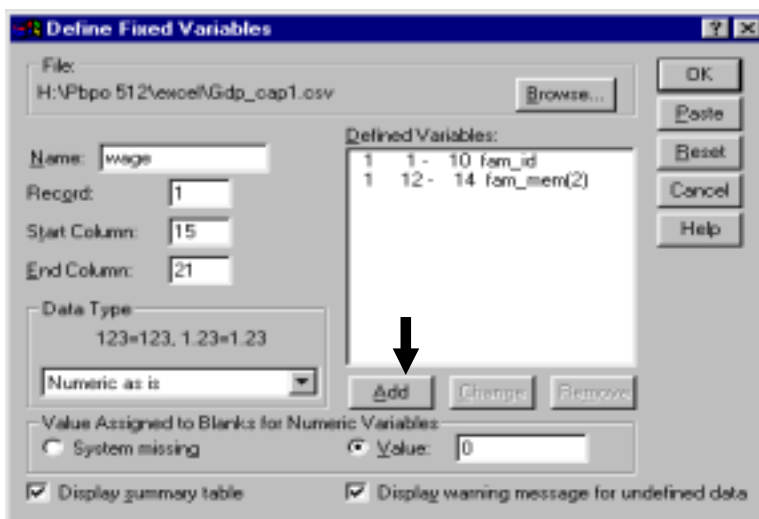 Define Fixed Variables
File:
H:\Pbpo 512\excel\Gdp_cap1.csv
Browse...
OK
Paste
Reset
Cancel
Help
Name: wage
Record: 1
Start Column: 15
End Column: 21
Defined Variables:
1 1 - 10 fam_id
1 12 - 14 fam_mem(2)
Data Type
123=123, 1.23=1.23
Numeric as is
Add Change Remove
Value Assigned to Blanks for Numeric Variables
System missing Value: 0
Display summary table Display warning message for undefined data